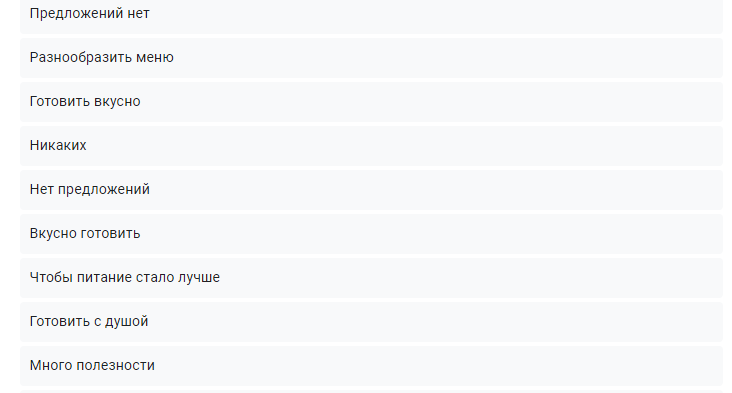 Предложений нет
Разнообразить меню
Готовить вкусно
Никаких
Нет предложений
Вкусно готовить
Чтобы питание стало лучше
Готовить с душой
Много полезности